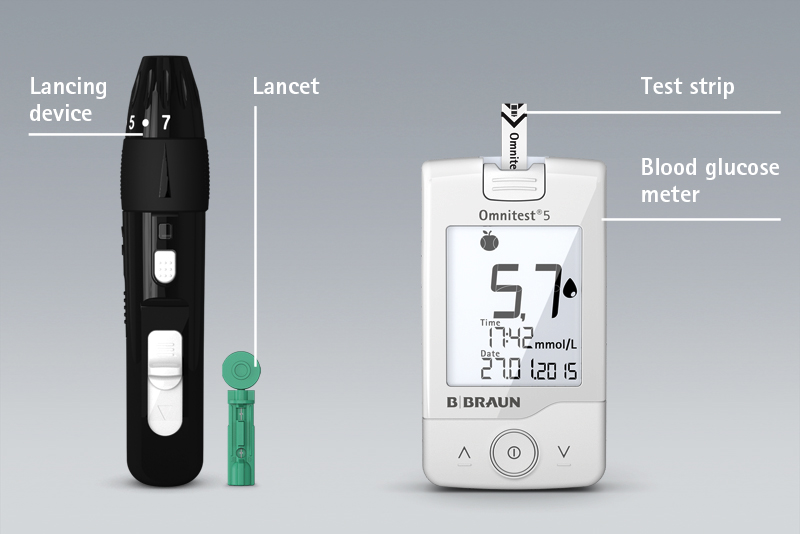 Lancing
device
5 • 7
Lancet
Test strip
Omnite
Blood glucose
meter
Omnitest®5
5,7
Time
17:42 mmol/L
Date
27.01.2015
B|BRAUN